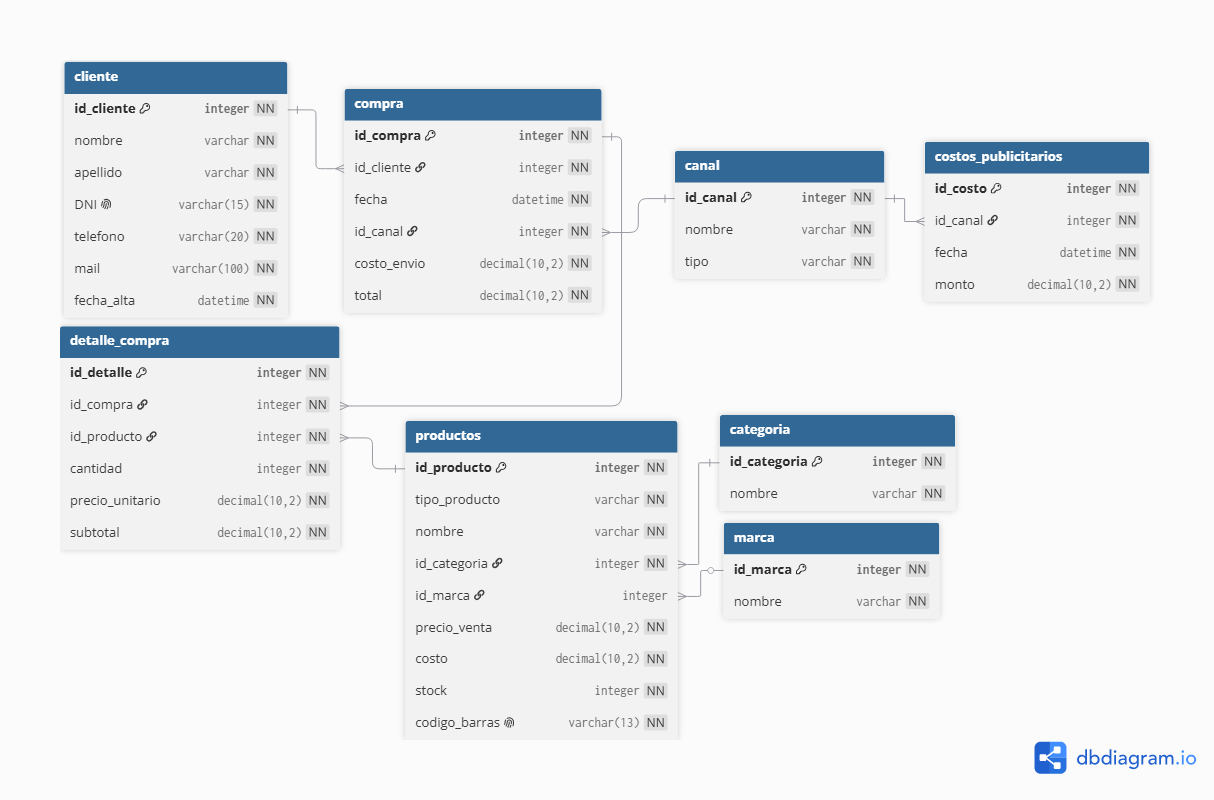 cliente
id_cliente integer NN
nombre varchar NN
apellido varchar NN
DNI varchar(15) NN
telefono varchar(20) NN
mail varchar(100) NN
fecha_alta datetime NN
compra
id_compra integer NN
id_cliente integer NN
fecha datetime NN
id_canal integer NN
costo_envio decimal(10,2) NN
total decimal(10,2) NN
canal
id_canal integer NN
nombre varchar NN
tipo varchar NN
costos_publicitarios
id_costo integer NN
id_canal integer NN
fecha datetime NN
monto decimal(10,2) NN
detalle_compra
id_detalle integer NN
id_compra integer NN
id_producto integer NN
cantidad integer NN
precio_unitario decimal(10,2) NN
subtotal decimal(10,2) NN
productos
id_producto integer NN
tipo_producto varchar NN
nombre varchar NN
id_categoria integer NN
id_marca integer
precio_venta decimal(10,2) NN
costo decimal(10,2) NN
stock integer NN
codigo_barras varchar(13) NN
categoria
id_categoria integer NN
nombre varchar NN
marca
id_marca integer NN
nombre varchar NN
dbdiagram.io